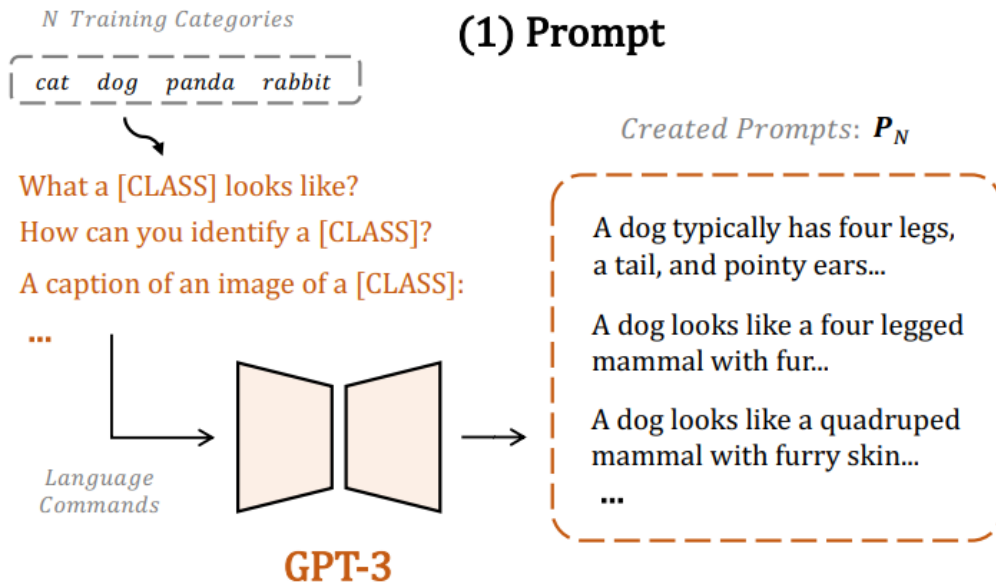 N Training Categories
(1) Prompt
cat dog panda rabbit
Created Prompts: P_N
What a [CLASS] looks like?
How can you identify a [CLASS]?
A caption of an image of a [CLASS]:
...
A dog typically has four legs,
a tail, and pointy ears...
A dog looks like a four legged
mammal with fur...
A dog looks like a quadruped
mammal with furry skin...
...
Language
Commands
GPT-3